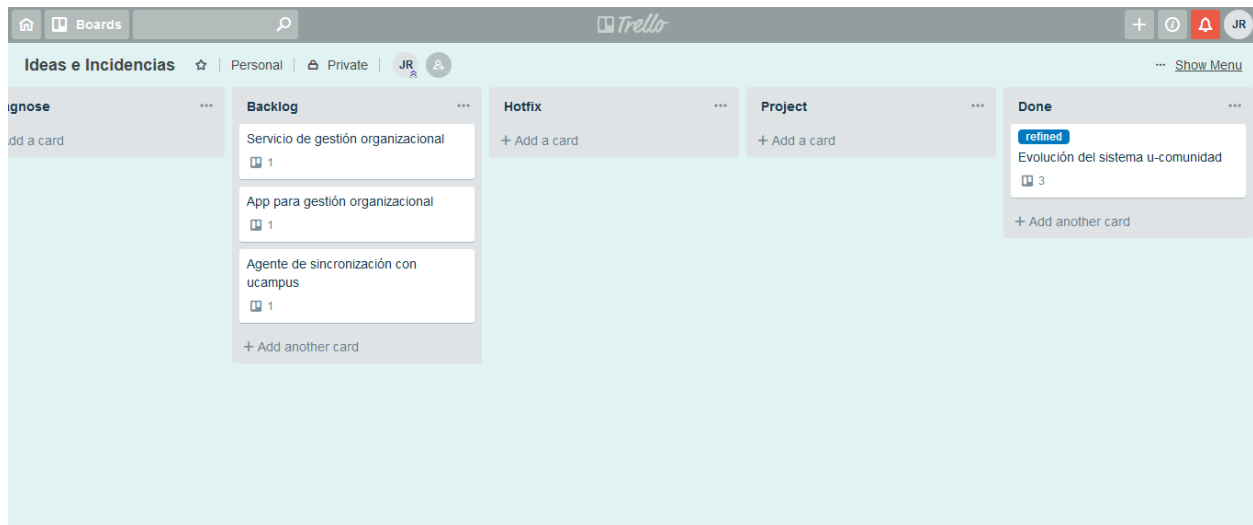 Boards
Trello
JR
Ideas e Incidencias
Personal
Private
JR
Show Menu
gnose
dd a card
Backlog
Servicio de gestión organizacional
1
App para gestión organizacional
1
Agente de sincronización con
ucampus
1
+ Add another card
Hotfix
+ Add a card
Project
+ Add a card
Done
refined
Evolución del sistema u-comunidad
3
+ Add another card